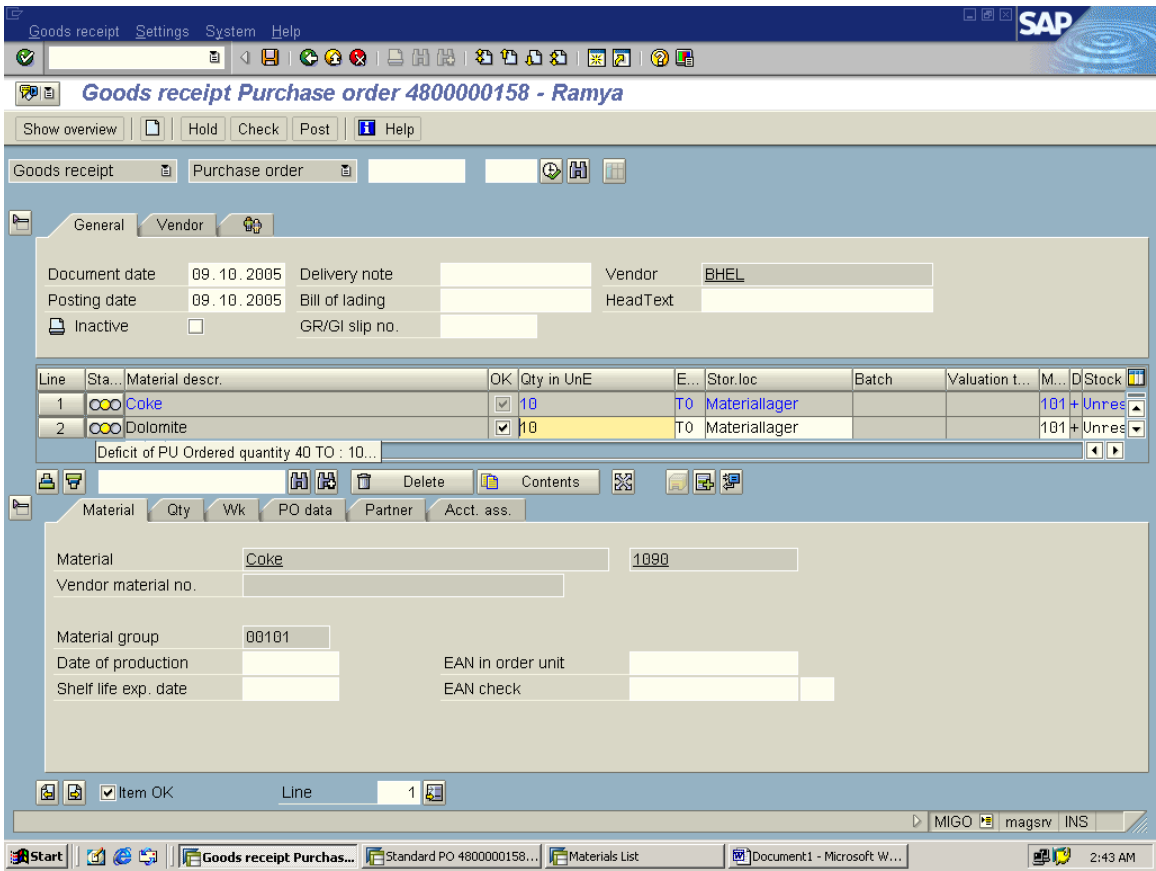 Goods receipt Settings System Help
SAP
Goods receipt Purchase order 4800000158 - Ramya
Show overview Hold Check Post Help
Goods receipt Purchase order
General Vendor
Document date 09.10.2005 Delivery note Vendor BHEL
Posting date 09.10.2005 Bill of lading HeadText
Inactive GR/GI slip no.
Line Sta... Material descr. OK Qty in UnE E... Stor.loc Batch Valuation t... M... D Stock
1 Coke 10 TO Materiallager 101 + Unres
2 Dolomite 10 TO Materiallager 101 + Unres
Deficit of PU Ordered quantity 40 TO : 10...
Delete Contents
Material Qty Wk PO data Partner Acct. ass.
Material Coke 1090
Vendor material no.
Material group 00101
Date of production EAN in order unit
Shelf life exp. date EAN check
Item OK Line 1
MIGO magsrv INS
Start Goods receipt Purchas... Standard PO 4800000158... Materials List Document1 - Microsoft W... 2:43 AM